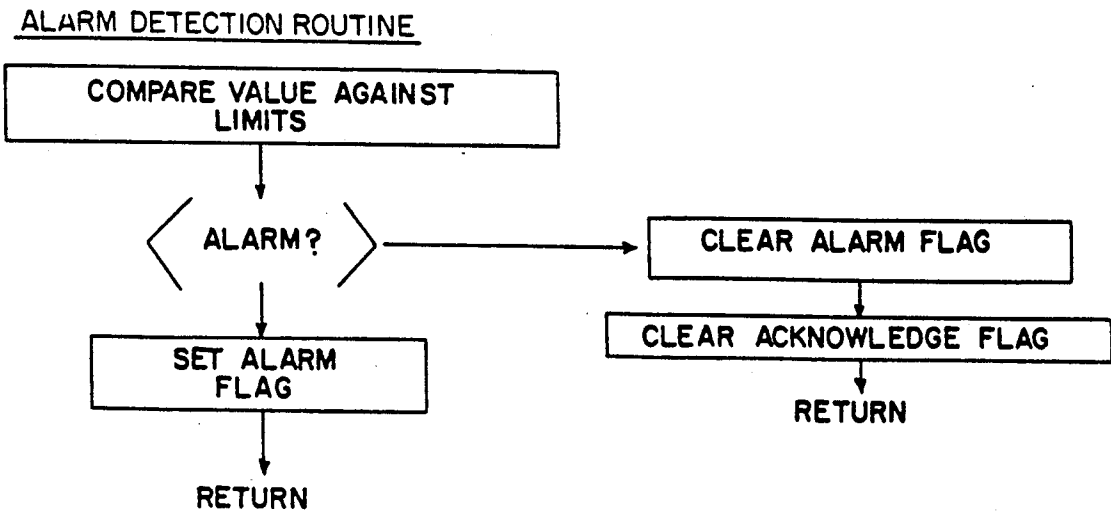 ALARM DETECTION ROUTINE
COMPARE VALUE AGAINST
LIMITS
ALARM?
CLEAR ALARM FLAG
SET ALARM
FLAG
CLEAR ACKNOWLEDGE FLAG
RETURN
RETURN